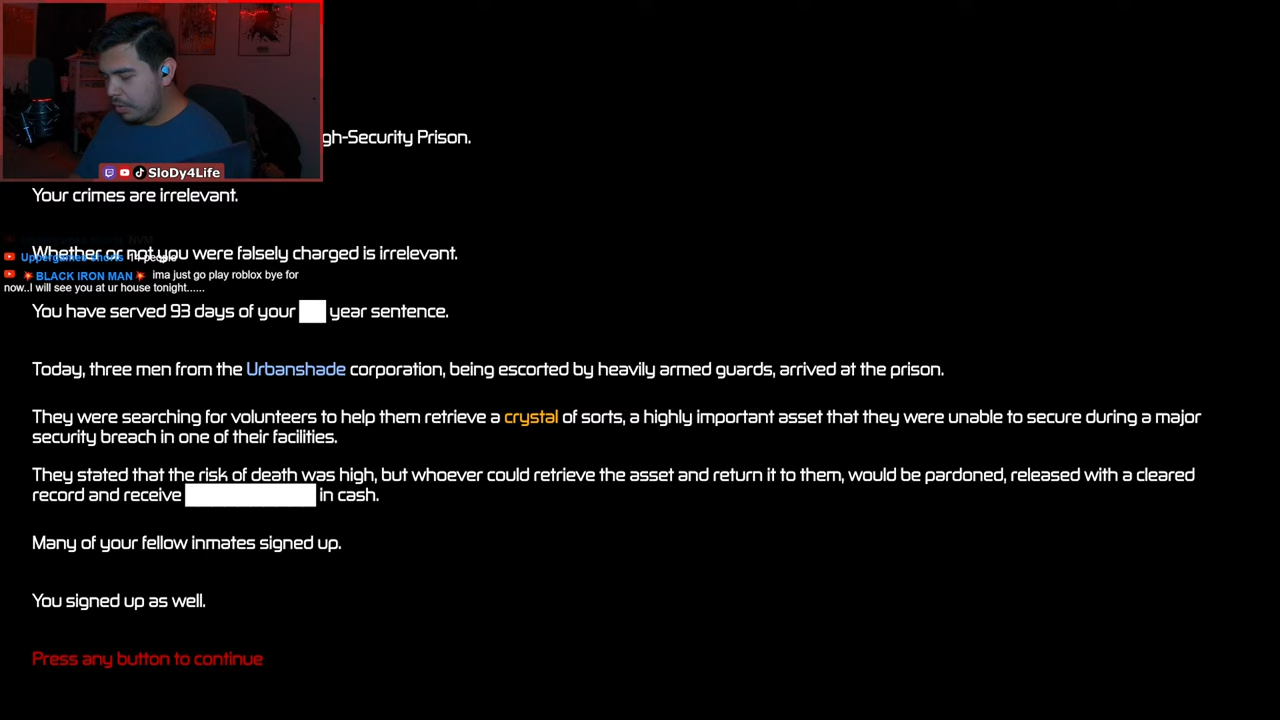 SloDy4Life
gh-Security Prison.
Your crimes are irrelevant.
NVM
Whether or not you were falsely charged is irrelevant.
Uppergames shorts 14 people
BLACK IRON MAN ima just go play roblox bye for
now..I will see you at ur house tonight......
You have served 93 days of your year sentence.
Today, three men from the Urbanshade corporation, being escorted by heavily armed guards, arrived at the prison.
They were searching for volunteers to help them retrieve a crystal of sorts, a highly important asset that they were unable to secure during a major
security breach in one of their facilities.
They stated that the risk of death was high, but whoever could retrieve the asset and return it to them, would be pardoned, released with a cleared
record and receive in cash.
Many of your fellow inmates signed up.
You signed up as well.
Press any button to continue